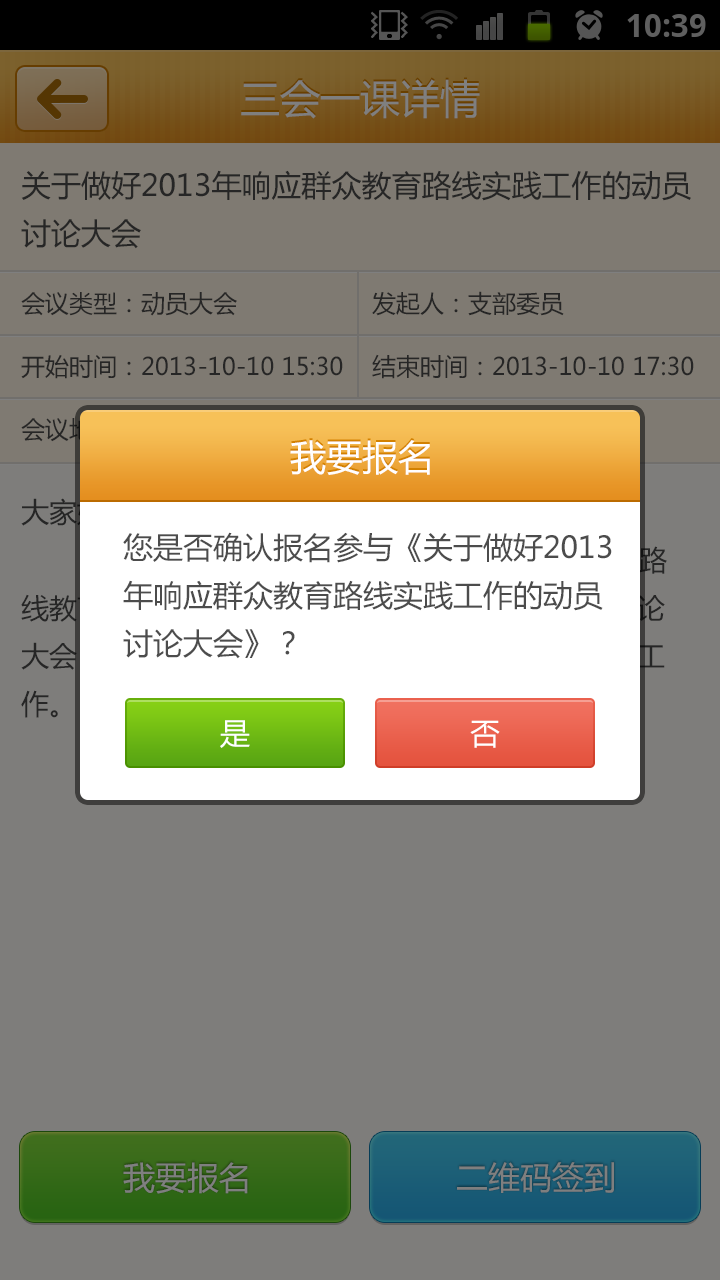 10:39
三会一课详情
关于做好2013年响应群众教育路线实践工作的动员
讨论大会
会议类型：动员大会
发起人：支部委员
开始时间：2013-10-10 15:30
结束时间：2013-10-10 17:30
会议
大家
路
线教
论
大会
工
作。
我要报名
您是否确认报名参与《关于做好2013
年响应群众教育路线实践工作的动员
讨论大会》？
是
否
我要报名
二维码签到